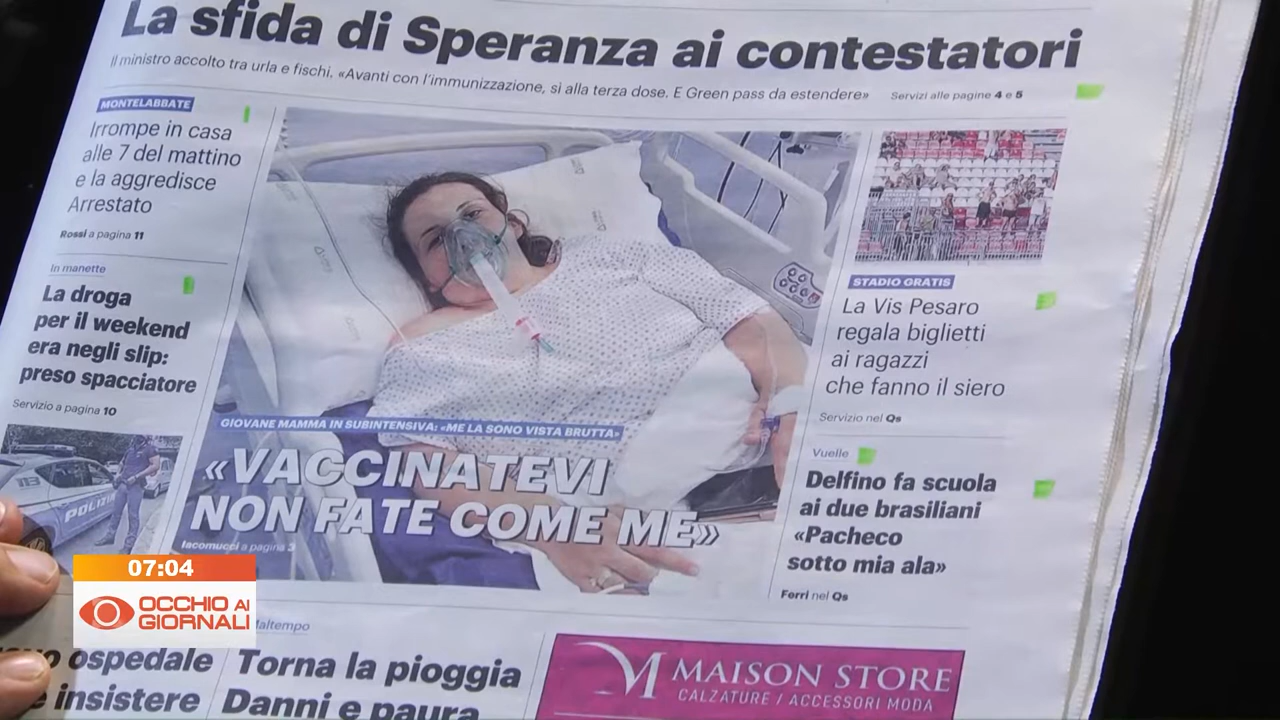 La sfida di Speranza ai contestatori
Il ministro accolto tra urla e fischi. «Avanti con l'immunizzazione, sì alla terza dose. E Green pass da estendere» Servizi alle pagine 4 e 5
MONTELABBATE
Irrompe in casa
alle 7 del mattino
e la aggredisce
Arrestato
Rossi a pagina 11
In manette
La droga
per il weekend
era negli slip:
preso spacciatore
Servizio a pagina 10
POLIZIA
GIOVANE MAMMA IN SUBINTENSIVA: «ME LA SONO VISTA BRUTTA»
«VACCINATEVI
NON FATE COME ME»
Iacomucci a pagina 3
STADIO GRATIS
La Vis Pesaro
regala biglietti
ai ragazzi
che fanno il siero
Servizio nel Qs
Vuelle
Delfino fa scuola
ai due brasiliani
«Pacheco
sotto mia ala»
Ferri nel Qs
07:04
OCCHIO AI
GIORNALI
ospedale
insistere
Maltempo
Torna la pioggia
Danni e paura
M MAISON STORE
CALZATURE / ACCESSORI MODA